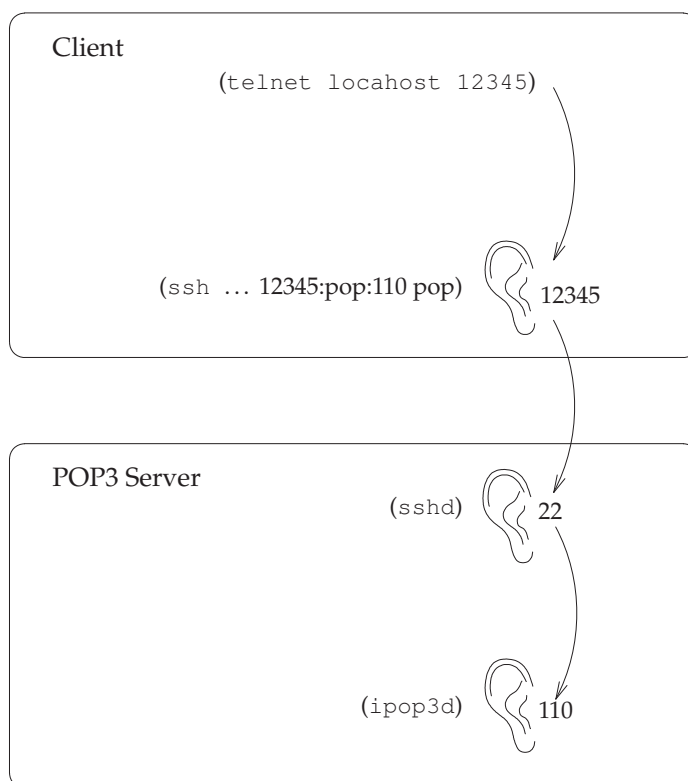 Client
(telnet locahost 12345)
(ssh … 12345:pop:110 pop)
12345
POP3 Server
(sshd)
22
(ipop3d)
110